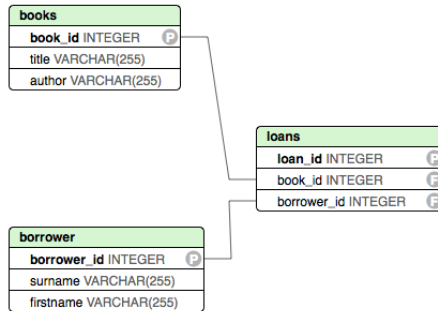 books
book_id INTEGER P
title VARCHAR(255)
author VARCHAR(255)
loans
loan_id INTEGER P
book_id INTEGER F
borrower_id INTEGER F
borrower
borrower_id INTEGER P
surname VARCHAR(255)
firstname VARCHAR(255)